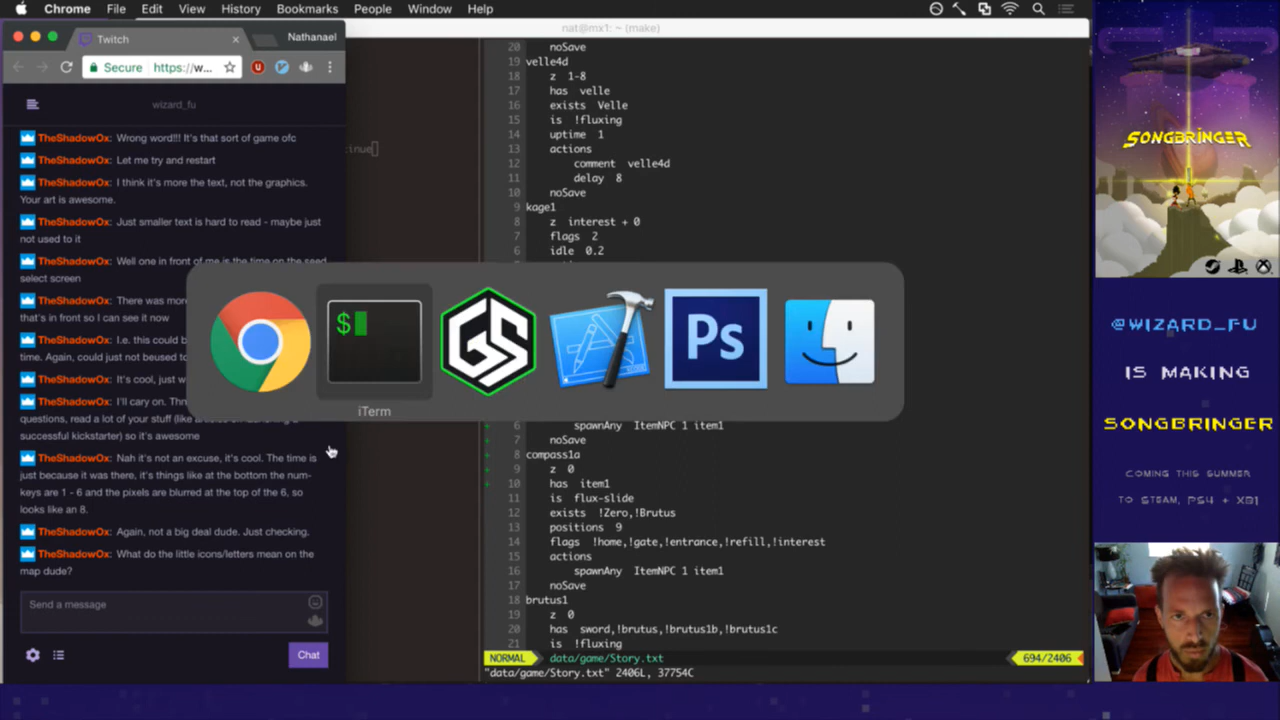 Chrome File Edit View History Bookmarks People Window Help
nat@mx1: ~ (make)
Twitch
Nathanael
Secure https://w...
wizard_fu
TheShadowOx: Wrong word!!! It's that sort of game ofc
TheShadowOx: Let me try and restart
TheShadowOx: I think it's more the text, not the graphics.
Your art is awesome.
TheShadowOx: Just smaller text is hard to read - maybe just
not used to it
TheShadowOx: Well one in front of me is the time on the seed
select screen
TheShadowOx: There was more
that's in front so I can see it now
TheShadowOx: I.e. this could b
time. Again, could just not beused to
TheShadowOx: It's cool, just w
TheShadowOx: I'll cary on. Thn
questions, read a lot of your stuff (like
successful kickstarter) so it's awesome
TheShadowOx: Nah it's not an excuse, it's cool. The time is
just because it was there, it's things like at the bottom the num-
keys are 1 - 6 and the pixels are blurred at the top of the 6, so
looks like an 8.
TheShadowOx: Again, not a big deal dude. Just checking.
TheShadowOx: What do the little icons/letters mean on the
map dude?
Send a message
Chat
tinue]
20 noSave
19 velle4d
18 z 1-8
17 has velle
16 exists Velle
15 is !fluxing
14 uptime 1
13 actions
12 comment velle4d
11 delay 8
10 noSave
9 kage1
8 z interest + 0
7 flags 2
6 idle 0.2
$
GS
Ps
iTerm
6 spawnAny ItemNPC 1 item1
7 noSave
8 compass1a
9 z 0
10 has item1
11 is flux-slide
12 exists !Zero,!Brutus
13 positions 9
14 flags !home,!gate,!entrance,!refill,!interest
15 actions
16 spawnAny ItemNPC 1 item1
17 noSave
18 brutus1
19 z 0
20 has sword,!brutus,!brutus1b,!brutus1c
21 is !fluxing
NORMAL data/game/Story.txt 694/2406
"data/game/Story.txt" 2406L, 37754C
SONGBRINGER
@WIZARD_FU
IS MAKING
SONGBRINGER
COMING THIS SUMMER
TO STEAM, PS4 + XB1